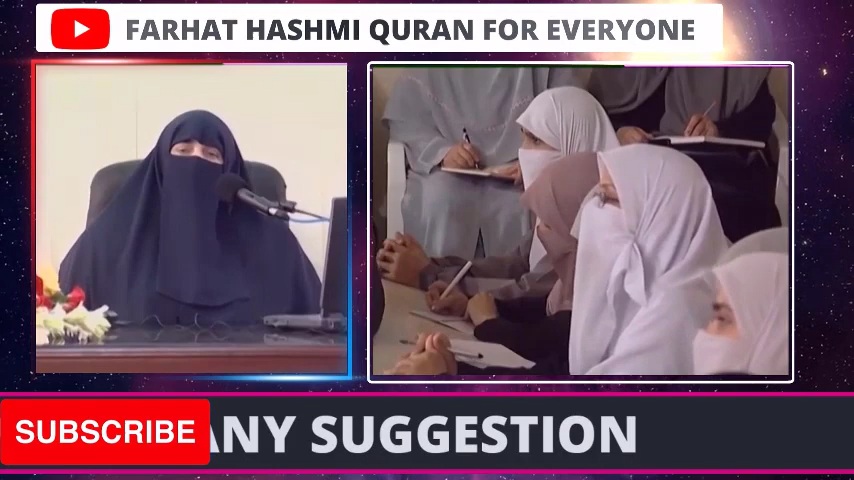 FARHAT HASHMI QURAN FOR EVERYONE
SUBSCRIBE
ANY SUGGESTION